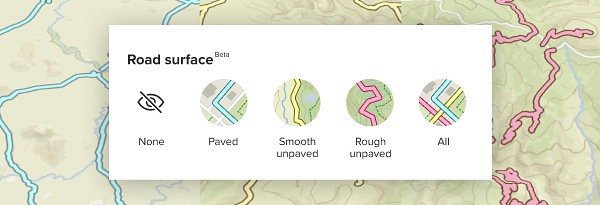 Road surface Beta
None
Paved
Smooth
unpaved
Rough
unpaved
All